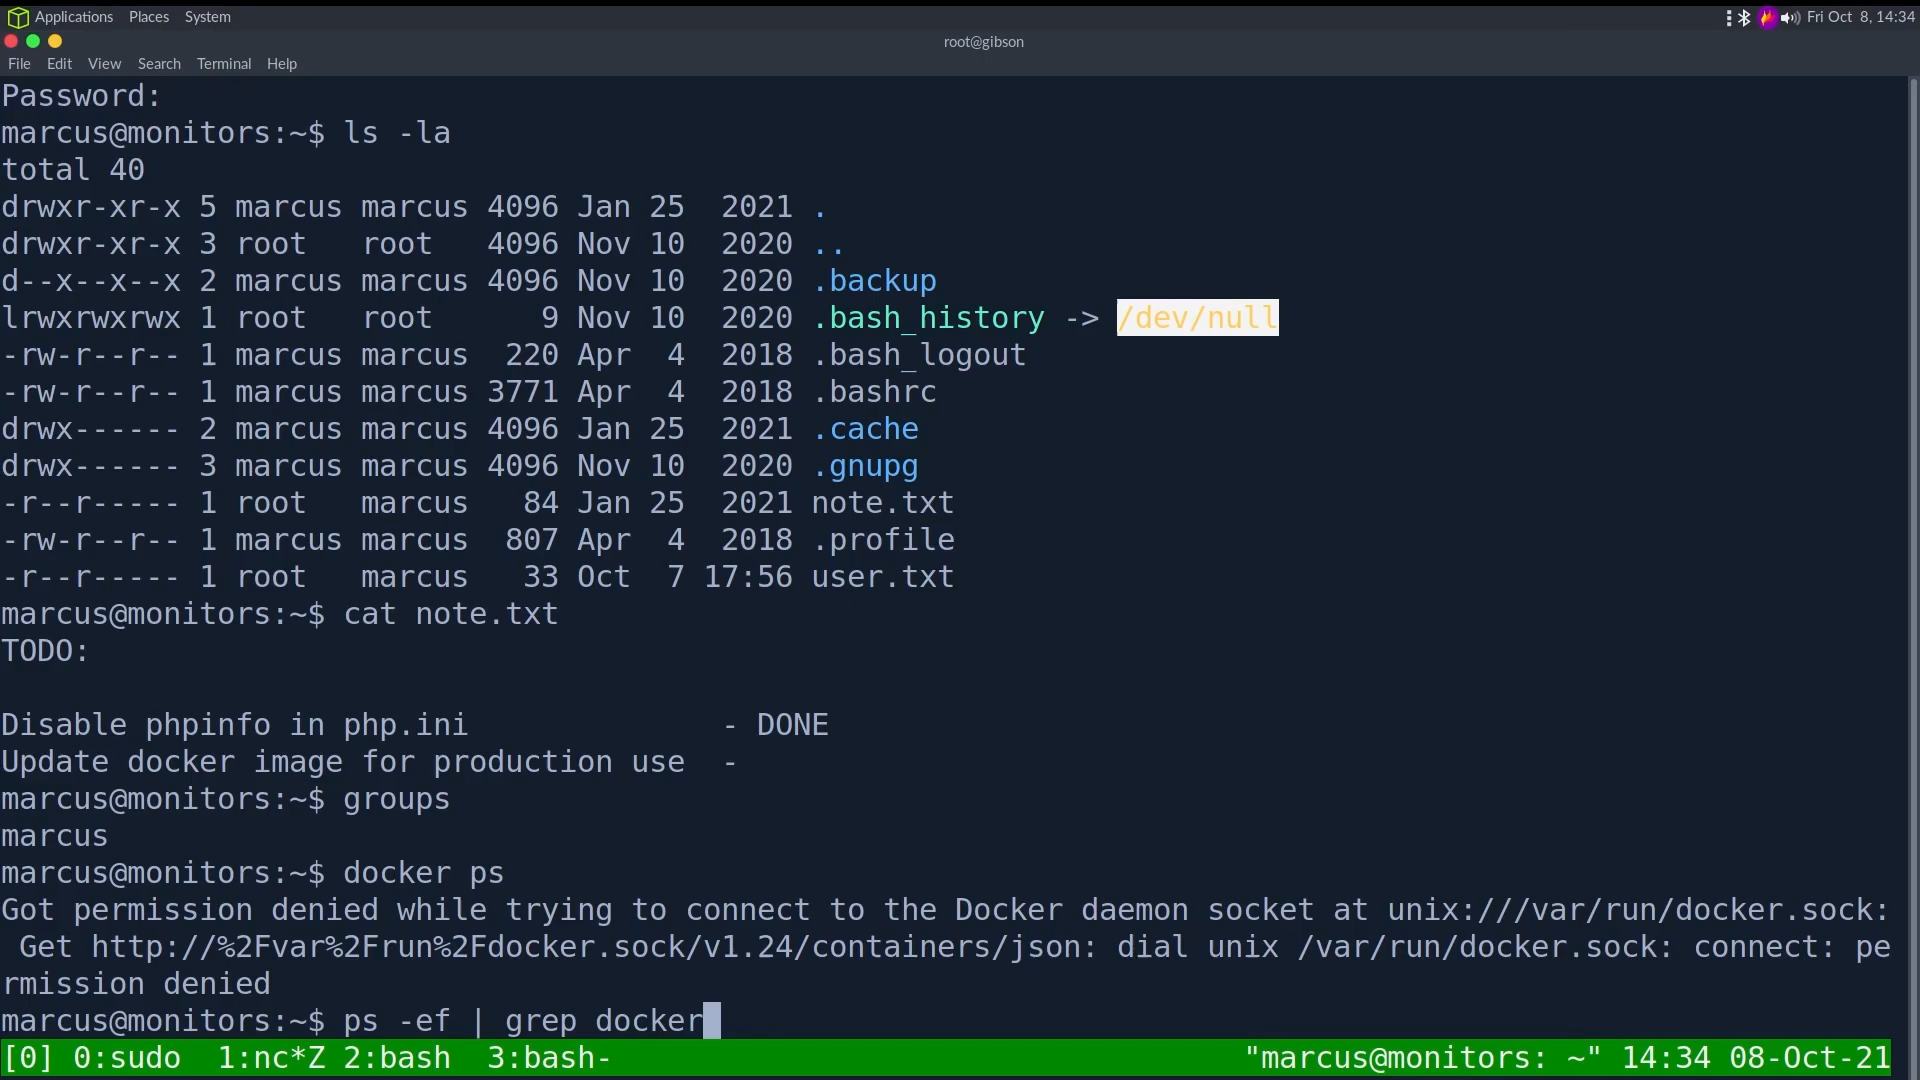 Applications Places System Fri Oct 8, 14:34
root@gibson
File Edit View Search Terminal Help
Password:
marcus@monitors:~$ ls -la
total 40
drwxr-xr-x 5 marcus marcus 4096 Jan 25  2021 .
drwxr-xr-x 3 root   root   4096 Nov 10  2020 ..
d--x--x--x 2 marcus marcus 4096 Nov 10  2020 .backup
lrwxrwxrwx 1 root   root      9 Nov 10  2020 .bash_history -> /dev/null
-rw-r--r-- 1 marcus marcus  220 Apr  4  2018 .bash_logout
-rw-r--r-- 1 marcus marcus 3771 Apr  4  2018 .bashrc
drwx------ 2 marcus marcus 4096 Jan 25  2021 .cache
drwx------ 3 marcus marcus 4096 Nov 10  2020 .gnupg
-r--r----- 1 root   marcus   84 Jan 25  2021 note.txt
-rw-r--r-- 1 marcus marcus  807 Apr  4  2018 .profile
-r--r----- 1 root   marcus   33 Oct  7 17:56 user.txt
marcus@monitors:~$ cat note.txt
TODO:
Disable phpinfo in php.ini              - DONE
Update docker image for production use  -
marcus@monitors:~$ groups
marcus
marcus@monitors:~$ docker ps
Got permission denied while trying to connect to the Docker daemon socket at unix:///var/run/docker.sock:
 Get http://%2Fvar%2Frun%2Fdocker.sock/v1.24/containers/json: dial unix /var/run/docker.sock: connect: pe
rmission denied
marcus@monitors:~$ ps -ef | grep docker
[0] 0:sudo  1:nc*Z 2:bash  3:bash- "marcus@monitors: ~" 14:34 08-Oct-21